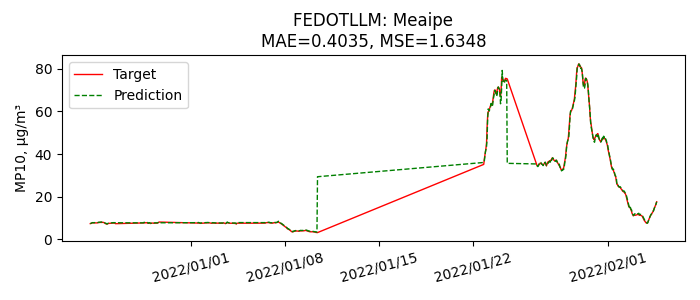 FEDOTLLM: Meaipe
MAE=0.4035, MSE=1.6348
MP10, µg/m³
80
60
40
20
0
Target
Prediction
2022/01/01
2022/01/08
2022/01/15
2022/01/22
2022/02/01